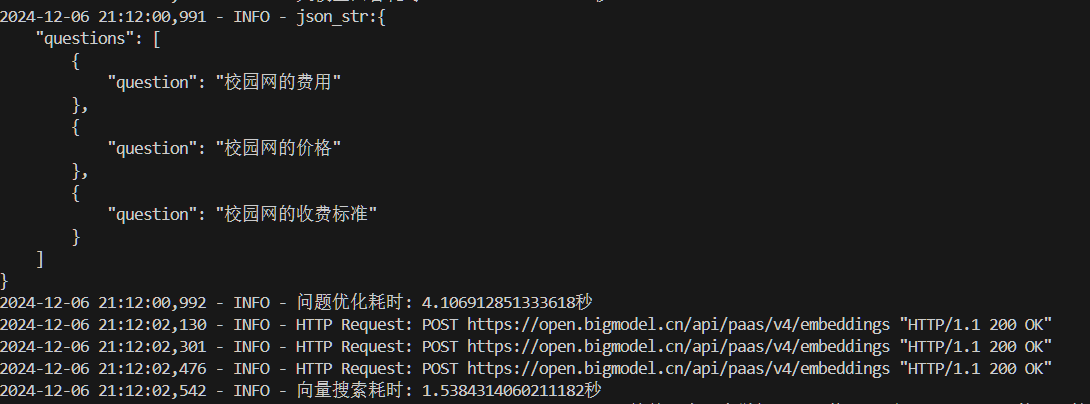 2024-12-06 21:12:00,991 - INFO - json_str:{
    "questions": [
        {
            "question": "校园网的费用"
        },
        {
            "question": "校园网的价格"
        },
        {
            "question": "校园网的收费标准"
        }
    ]
}
2024-12-06 21:12:00,992 - INFO - 问题优化耗时: 4.106912851333618秒
2024-12-06 21:12:02,130 - INFO - HTTP Request: POST https://open.bigmodel.cn/api/paas/v4/embeddings "HTTP/1.1 200 OK"
2024-12-06 21:12:02,301 - INFO - HTTP Request: POST https://open.bigmodel.cn/api/paas/v4/embeddings "HTTP/1.1 200 OK"
2024-12-06 21:12:02,476 - INFO - HTTP Request: POST https://open.bigmodel.cn/api/paas/v4/embeddings "HTTP/1.1 200 OK"
2024-12-06 21:12:02,542 - INFO - 向量搜索耗时: 1.5384314060211182秒